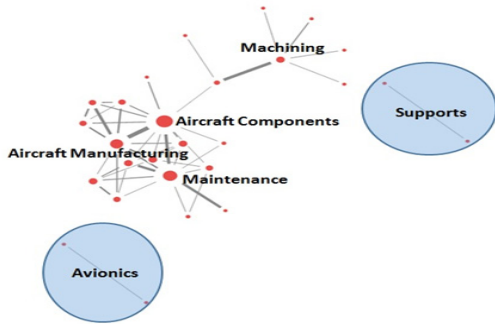 Machining
Supports
Aircraft Components
Aircraft Manufacturing
Maintenance
Avionics